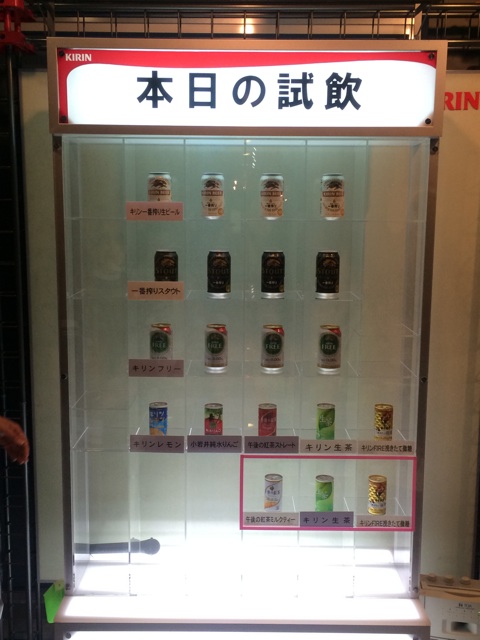 KIRIN
本日の試飲
RIN
キリン一番搾り生ビール
一番搾りスタウト
キリンフリー
FREE
FREE
FREE
FREE
キリンレモン
小岩井純水りんご
午後の紅茶ストレート
キリン生茶
キリンFIRE挽きたて微糖
午後の紅茶ミルクティー
キリン生茶
キリンFIRE挽きたて微糖